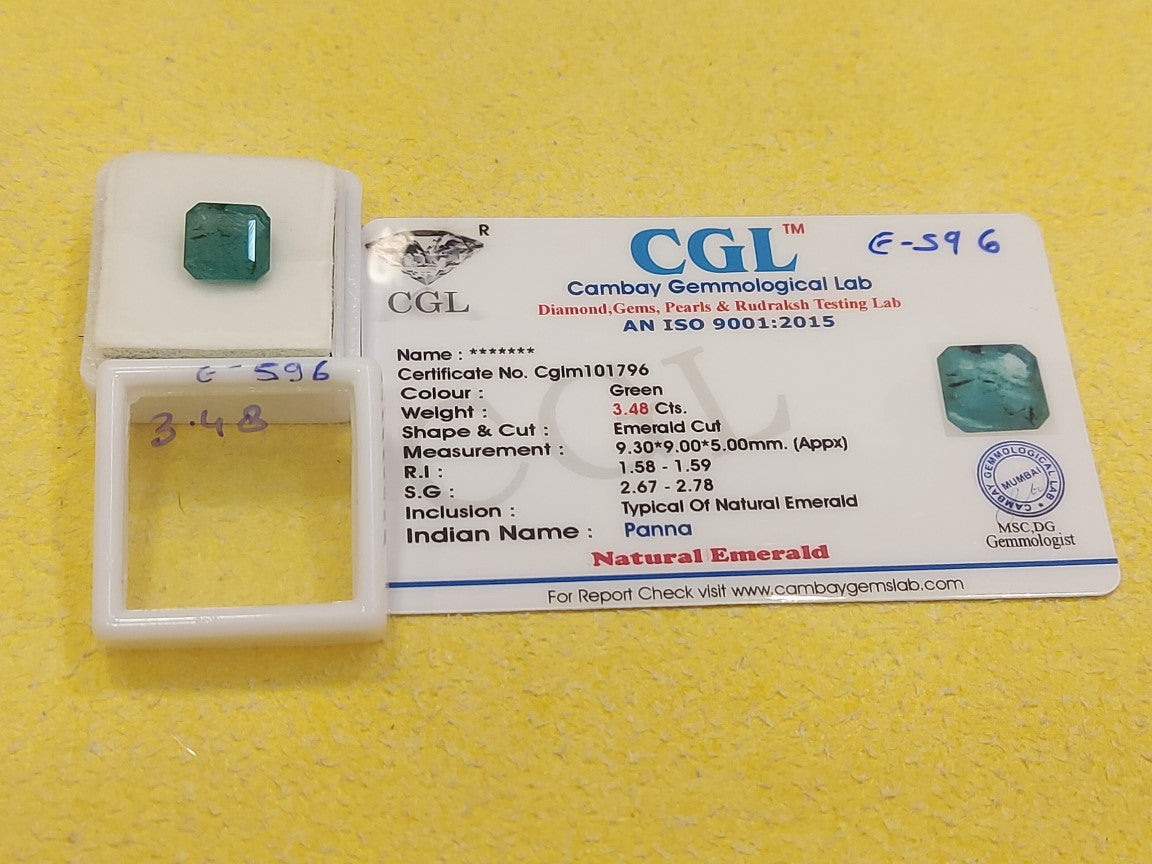 E-596
3.48
R
CGL
CGL™
E-596
Cambay Gemmological Lab
Diamond,Gems, Pearls & Rudraksh Testing Lab
AN ISO 9001:2015
Name : *******
Certificate No. Cglm101796
Colour : Green
Weight : 3.48 Cts.
Shape & Cut : Emerald Cut
Measurement : 9.30*9.00*5.00mm. (Appx)
R.I : 1.58 - 1.59
S.G : 2.67 - 2.78
Inclusion : Typical Of Natural Emerald
Indian Name : Panna
Natural Emerald
CAMBAY GEMMOLOGICAL LAB
MUMBAI
MSC,DG
Gemmologist
For Report Check visit www.cambaygemslab.com
CGL